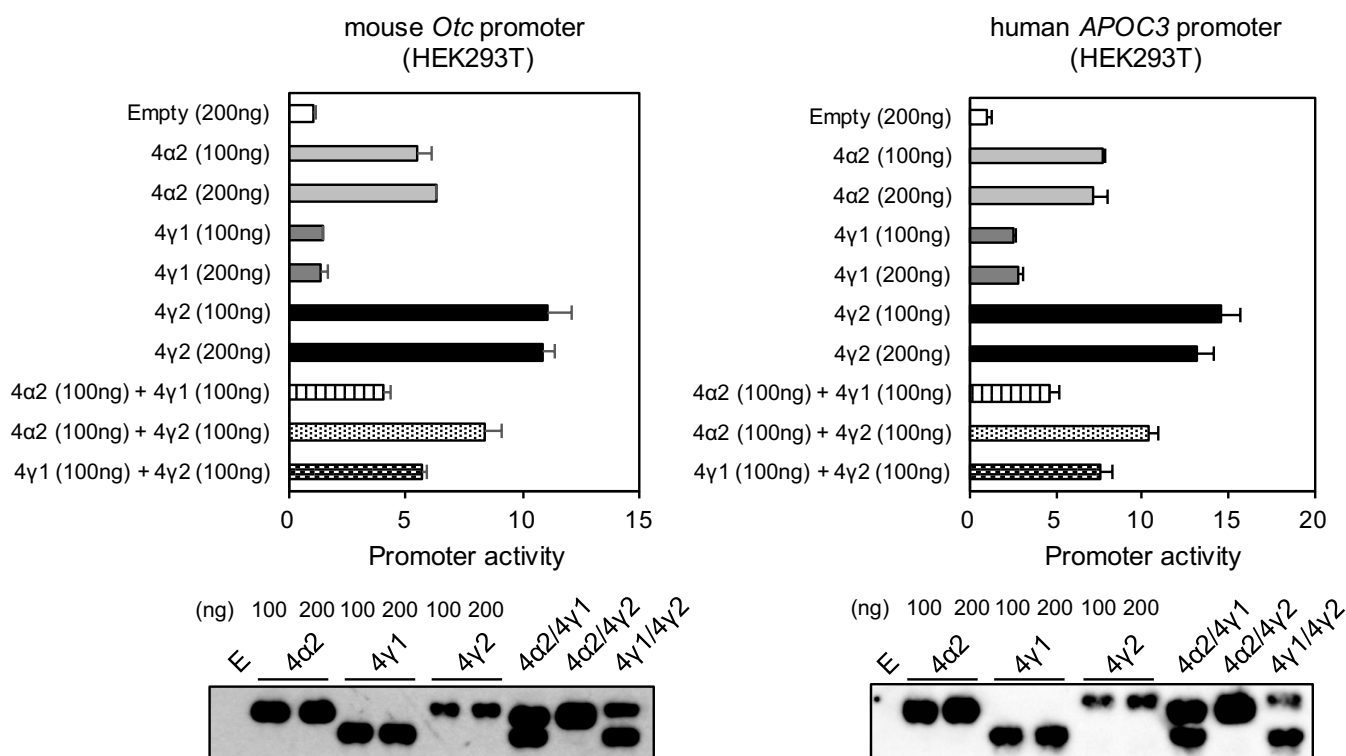 mouse Otc promoter
(HEK293T)
Empty (200ng)
4α2 (100ng)
4α2 (200ng)
4γ1 (100ng)
4γ1 (200ng)
4γ2 (100ng)
4γ2 (200ng)
4α2 (100ng) + 4γ1 (100ng)
4α2 (100ng) + 4γ2 (100ng)
4γ1 (100ng) + 4γ2 (100ng)
0 5 10 15
Promoter activity
(ng) 100 200 100 200 100 200
E 4α2 4γ1 4γ2 4α2/4γ1 4α2/4γ2 4γ1/4γ2
human APOC3 promoter
(HEK293T)
Empty (200ng)
4α2 (100ng)
4α2 (200ng)
4γ1 (100ng)
4γ1 (200ng)
4γ2 (100ng)
4γ2 (200ng)
4α2 (100ng) + 4γ1 (100ng)
4α2 (100ng) + 4γ2 (100ng)
4γ1 (100ng) + 4γ2 (100ng)
0 5 10 15 20
Promoter activity
(ng) 100 200 100 200 100 200
E 4α2 4γ1 4γ2 4α2/4γ1 4α2/4γ2 4γ1/4γ2